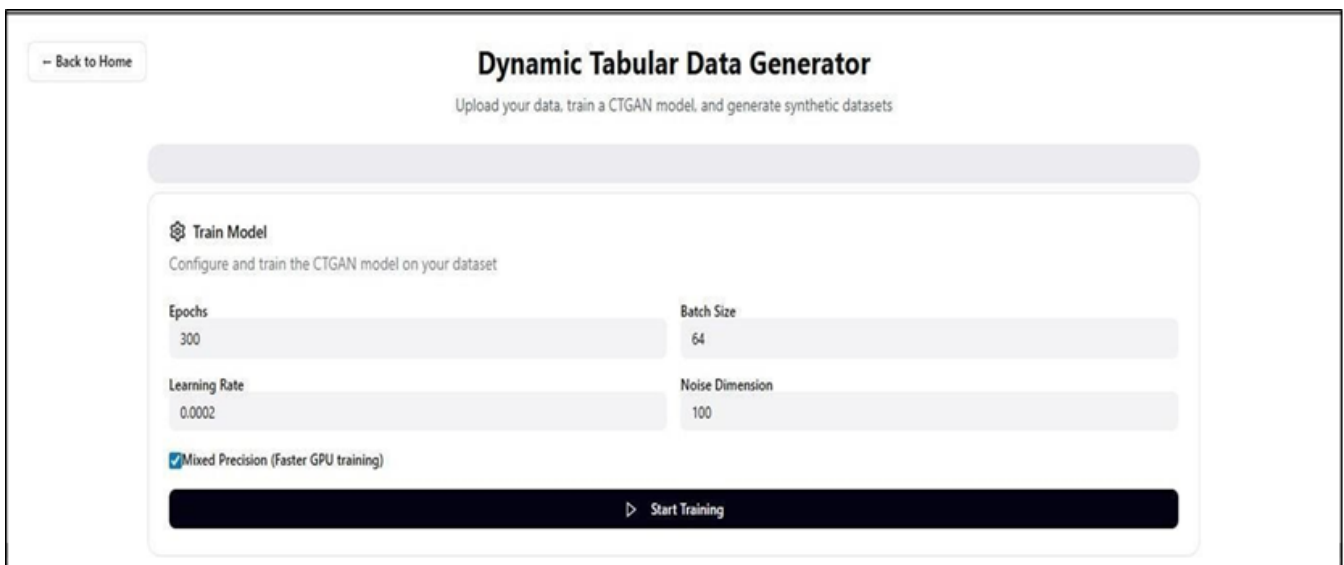 ← Back to Home
Dynamic Tabular Data Generator
Upload your data, train a CTGAN model, and generate synthetic datasets
Train Model
Configure and train the CTGAN model on your dataset
Epochs
300
Batch Size
64
Learning Rate
0.0002
Noise Dimension
100
Mixed Precision (Faster GPU training)
Start Training